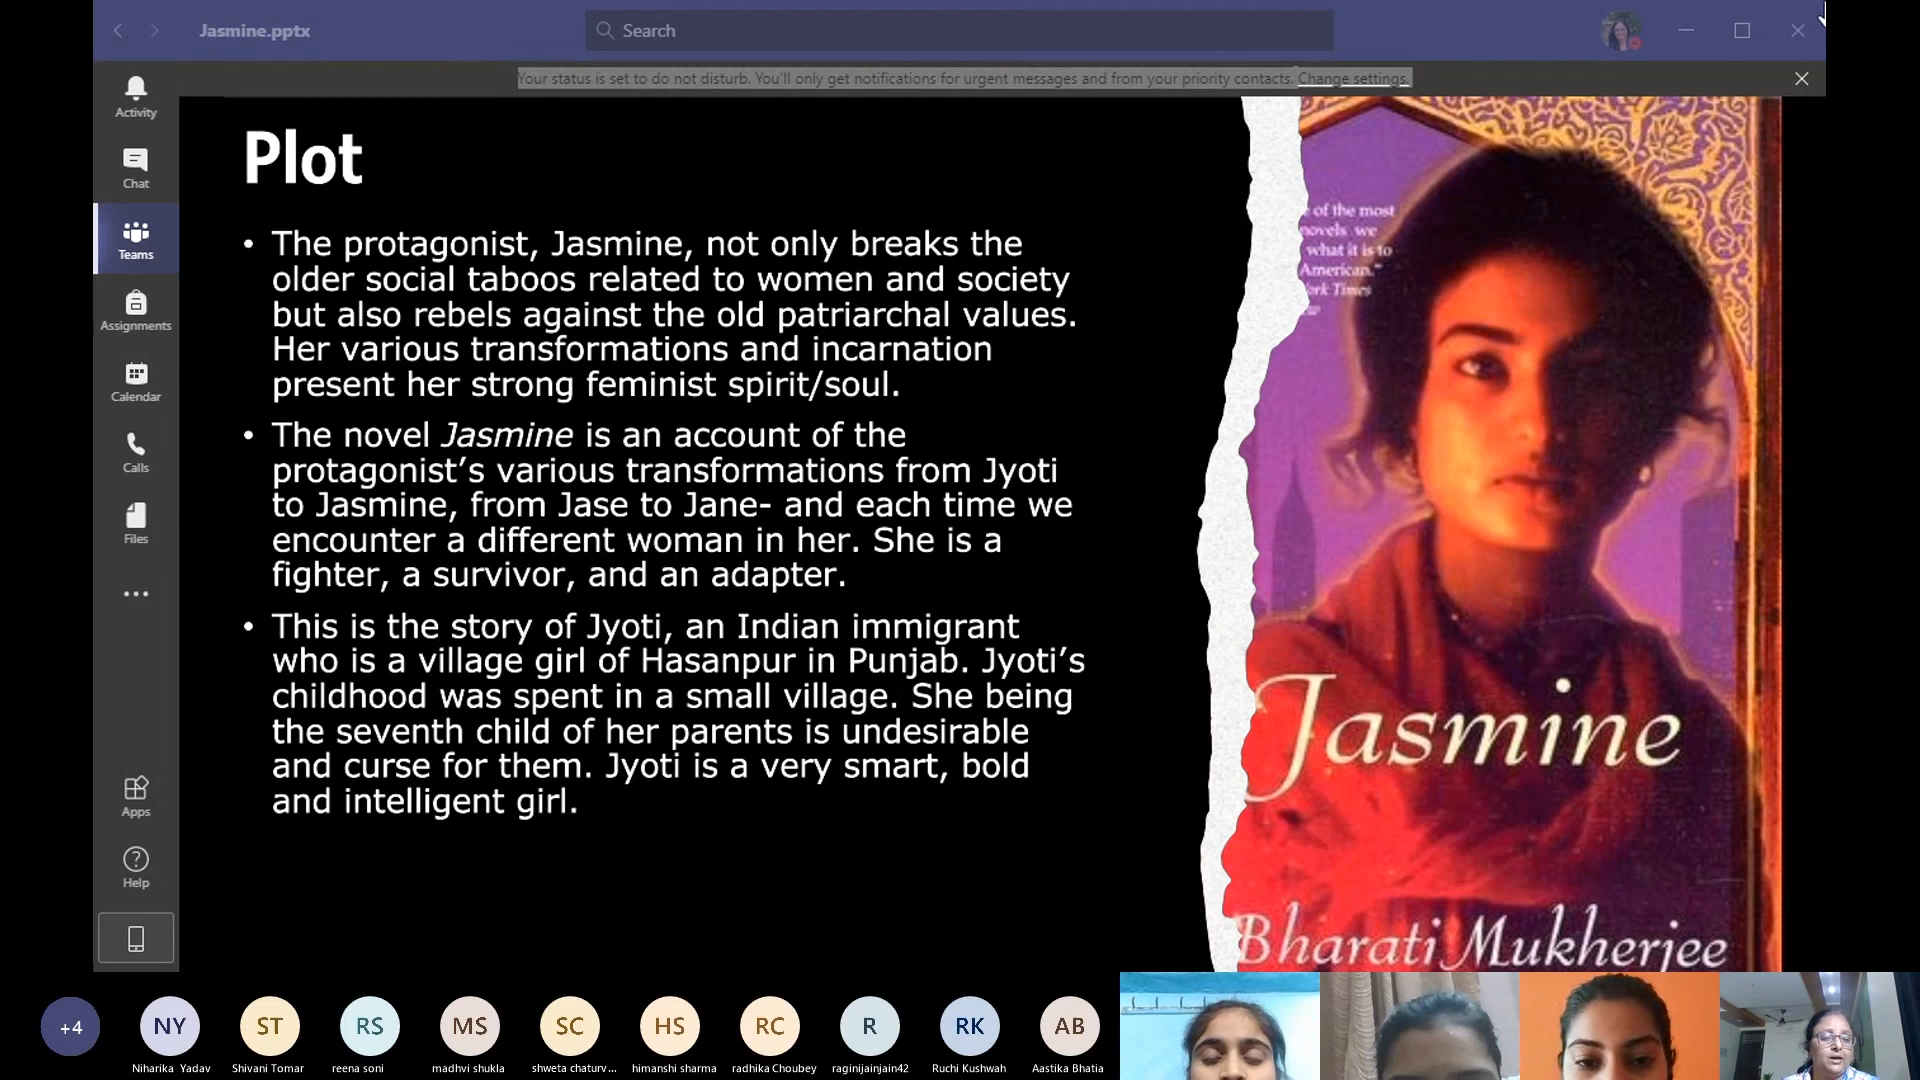 Jasmine.pptx
Search
Your status is set to do not disturb. You'll only get notifications for urgent messages and from your priority contacts. Change settings.
Activity
Chat
Teams
Assignments
Calendar
Calls
Files
Apps
Help
Plot
• The protagonist, Jasmine, not only breaks the
older social taboos related to women and society
but also rebels against the old patriarchal values.
Her various transformations and incarnation
present her strong feminist spirit/soul.
• The novel Jasmine is an account of the
protagonist's various transformations from Jyoti
to Jasmine, from Jase to Jane- and each time we
encounter a different woman in her. She is a
fighter, a survivor, and an adapter.
• This is the story of Jyoti, an Indian immigrant
who is a village girl of Hasanpur in Punjab. Jyoti's
childhood was spent in a small village. She being
the seventh child of her parents is undesirable
and curse for them. Jyoti is a very smart, bold
and intelligent girl.
of the most
novels we
what it is to
American."
Times
Jasmine
Bharati Mukherjee
+4
NY
ST
RS
MS
SC
HS
RC
R
RK
AB
Niharika Yadav
Shivani Tomar
reena soni
madhvi shukla
shweta chaturv...
himanshi sharma
radhika Choubey
raginijainjain42
Ruchi Kushwah
Aastika Bhatia